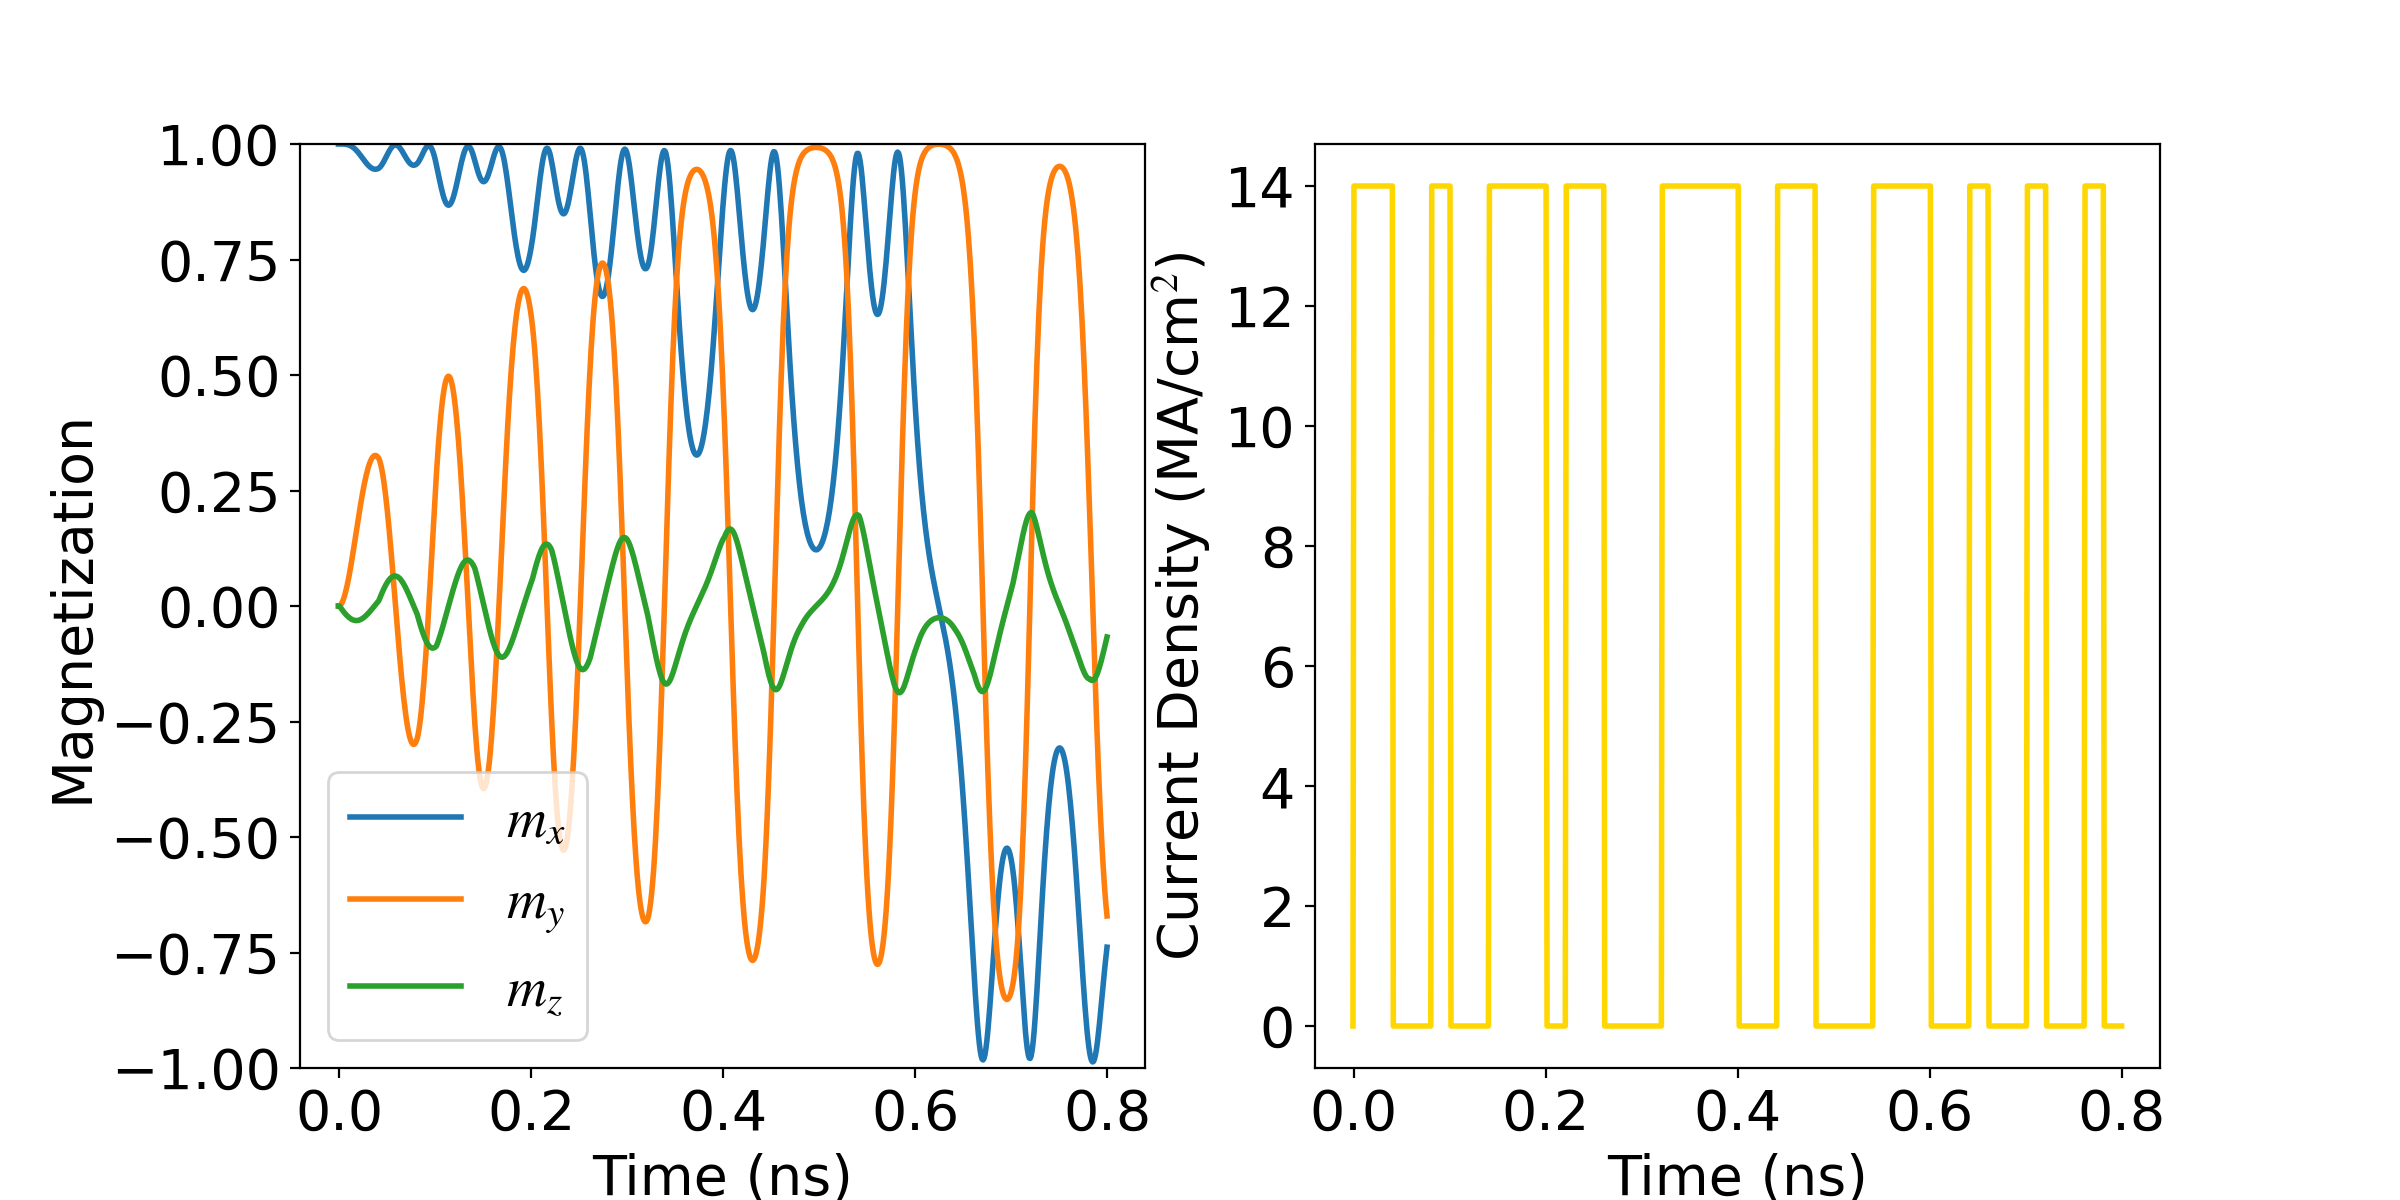 1.00
0.75
0.50
0.25
0.00
−0.25
−0.50
−0.75
−1.00
Magnetization
m_x
m_y
m_z
0.0 0.2 0.4 0.6 0.8
Time (ns)
14
12
10
8
6
4
2
0
Current Density (MA/cm²)
0.0 0.2 0.4 0.6 0.8
Time (ns)